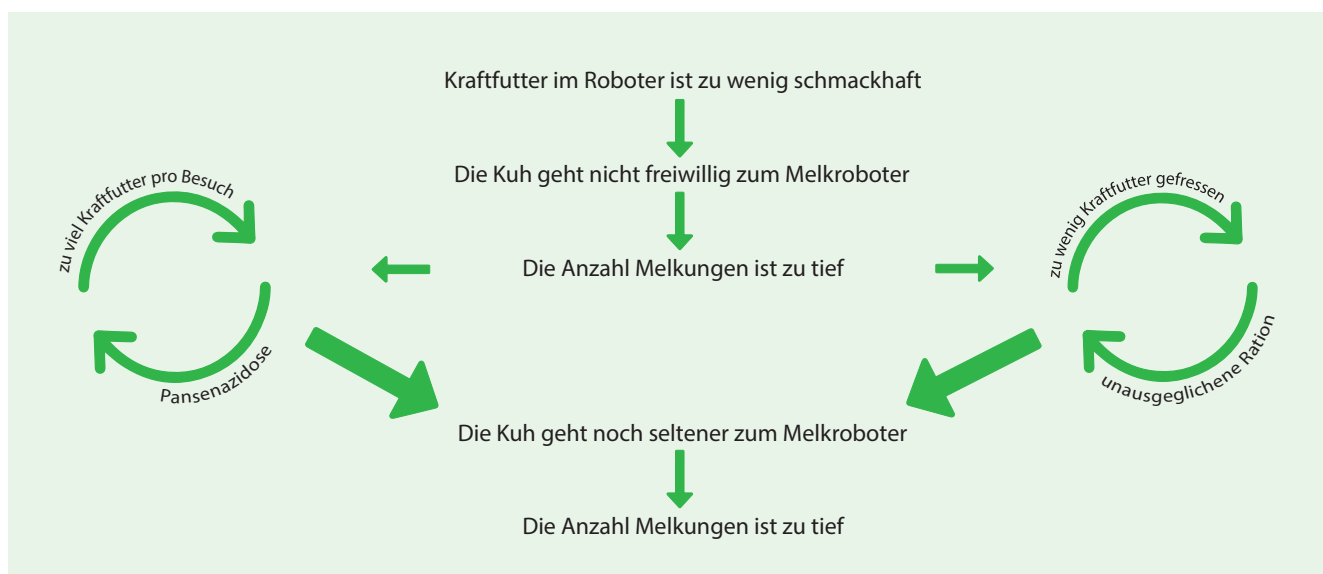 Kraftfutter im Roboter ist zu wenig schmackhaft
Die Kuh geht nicht freiwillig zum Melkroboter
zu viel Kraftfutter pro Besuch
zu wenig Kraftfutter gefressen
Die Anzahl Melkungen ist zu tief
Pansenazidose
unausgeglichene Ration
Die Kuh geht noch seltener zum Melkroboter
Die Anzahl Melkungen ist zu tief